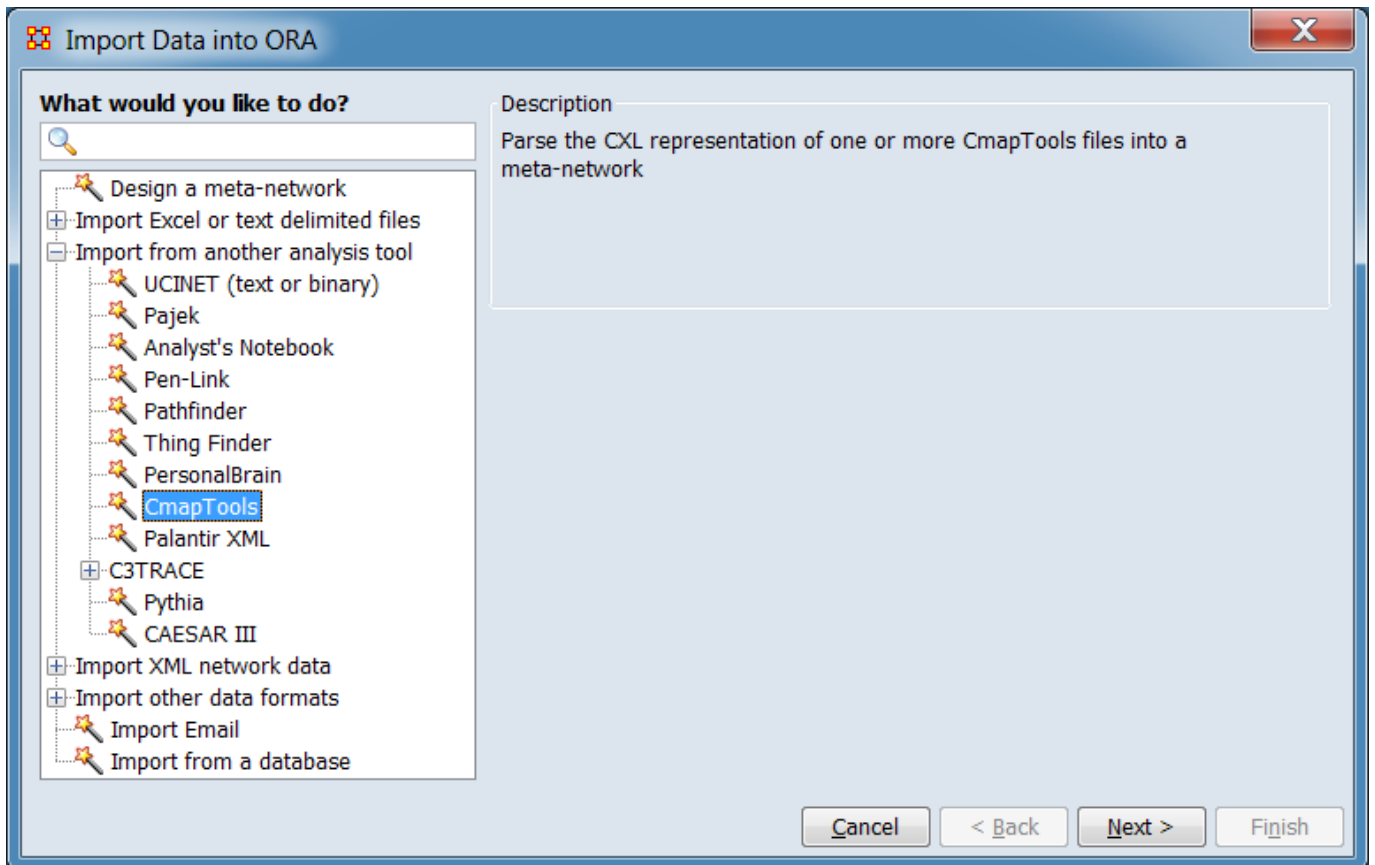 Import Data into ORA
What would you like to do?
Design a meta-network
Import Excel or text delimited files
Import from another analysis tool
UCINET (text or binary)
Pajek
Analyst's Notebook
Pen-Link
Pathfinder
Thing Finder
PersonalBrain
CmapTools
Palantir XML
C3TRACE
Pythia
CAESAR III
Import XML network data
Import other data formats
Import Email
Import from a database
Description
Parse the CXL representation of one or more CmapTools files into a
meta-network
Cancel
< Back
Next >
Finish